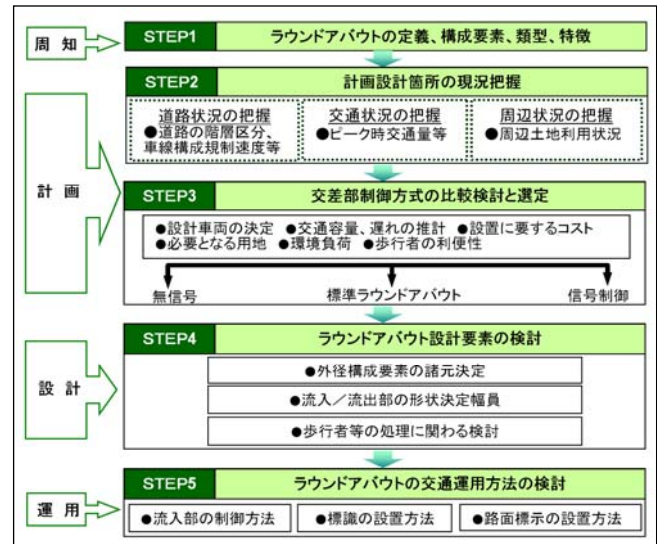 周知
STEP1 ラウンドアバウトの定義、構成要素、類型、特徴
計画
STEP2 計画設計箇所の現況把握
道路状況の把握
●道路の階層区分、
車線構成規制速度等
交通状況の把握
●ピーク時交通量等
周辺状況の把握
●周辺土地利用状況
STEP3 交差部制御方式の比較検討と選定
●設計車両の決定 ●交通容量、遅れの推計 ●設置に要するコスト
●必要となる用地 ●環境負荷 ●歩行者の利便性
無信号 標準ラウンドアバウト 信号制御
設計
STEP4 ラウンドアバウト設計要素の検討
●外径構成要素の諸元決定
●流入／流出部の形状決定幅員
●歩行者等の処理に関わる検討
運用
STEP5 ラウンドアバウトの交通運用方法の検討
●流入部の制御方法 ●標識の設置方法 ●路面標示の設置方法